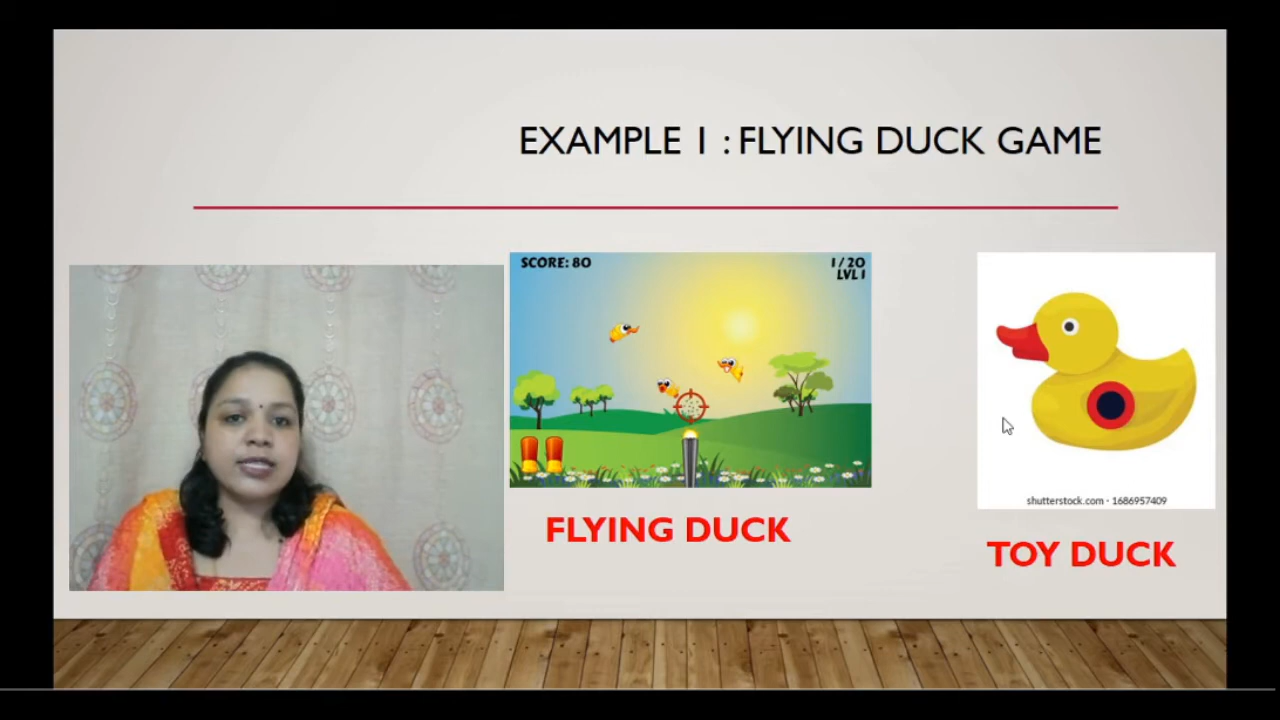 EXAMPLE 1 : FLYING DUCK GAME
SCORE: 80
1 / 20
LVL 1
FLYING DUCK
shutterstock.com · 1686957409
TOY DUCK